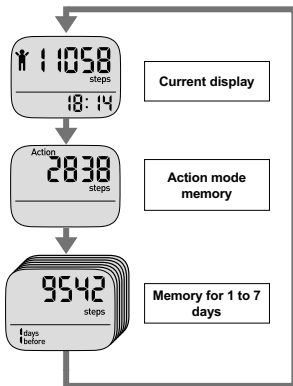 11058
steps
18:14
Current display
Action
2838
steps
Action mode
memory
9542
steps
1 days
before
Memory for 1 to 7
days